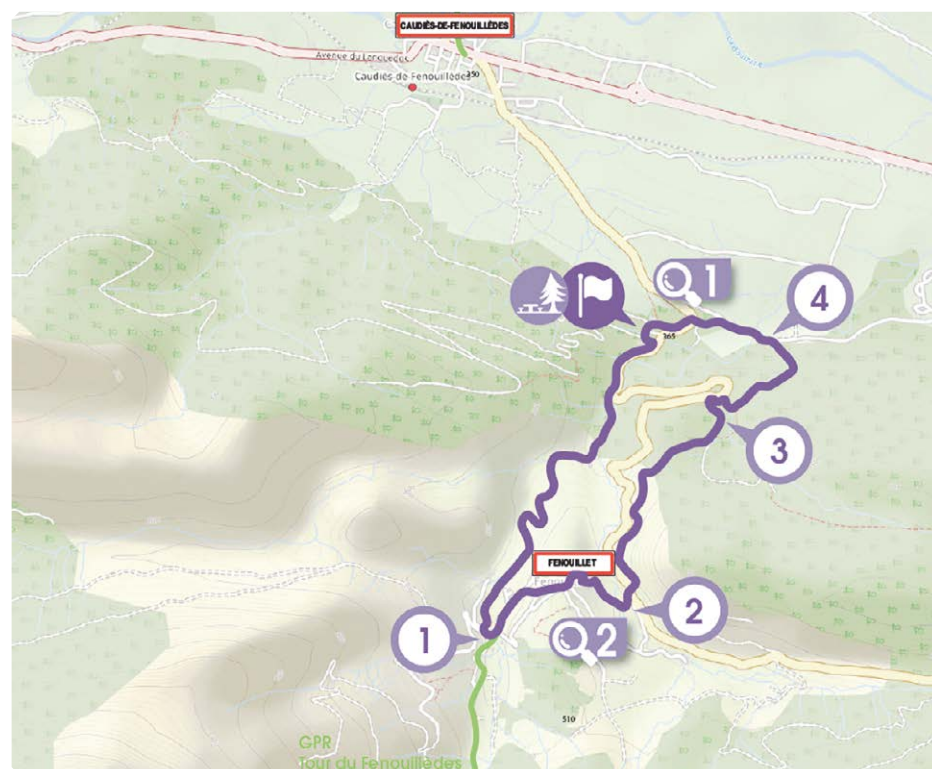 CAUDIÈS-DE-FENOUILLÈDES
Avenue du Languedoc
Caudiès-de-Fenouillèdes
350
1
4
365
3
FENOUILLET
2
1
2
510
GPR
Tour du Fenouillèdes